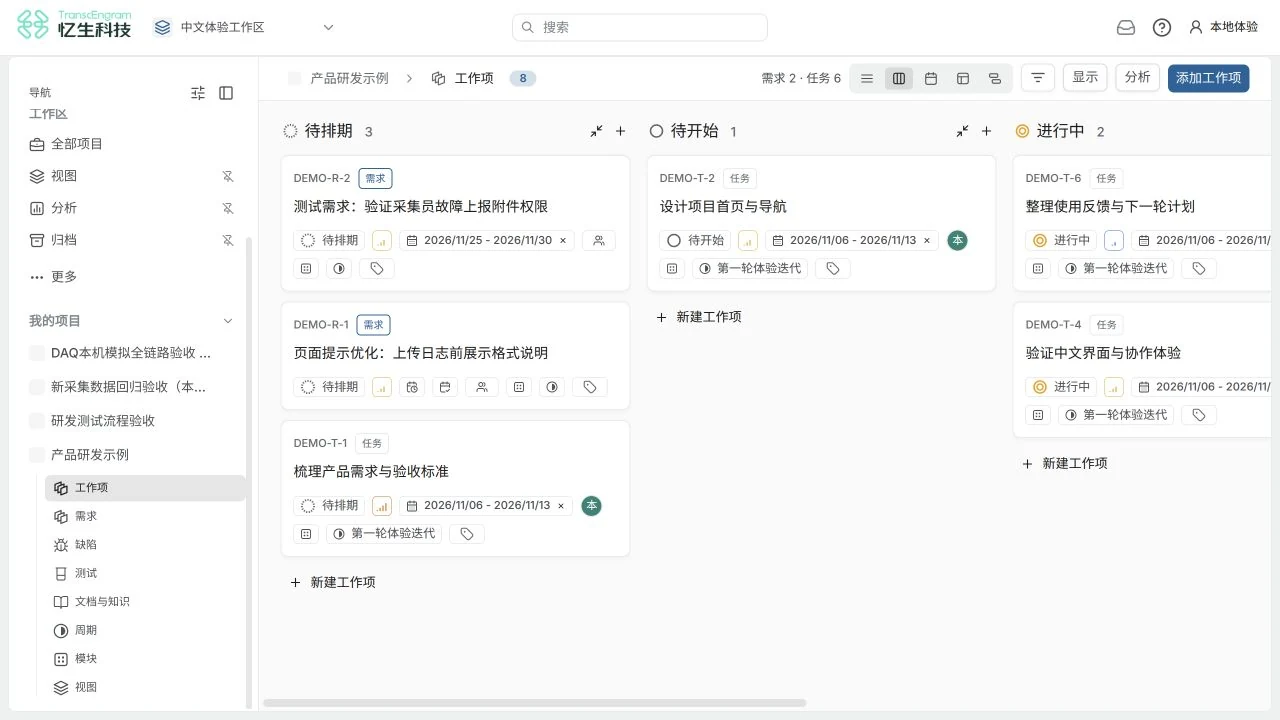 TransdEngram
忆生科技
中文体验工作区
搜索
本地体验
导航
工作区
全部项目
视图
分析
归档
更多
我的项目
DAQ本机模拟全链路验收 ...
新采集数据回归验收（本...
研发测试流程验收
产品研发示例
工作项
需求
缺陷
测试
文档与知识
周期
模块
视图
产品研发示例
工作项
8
需求 2 · 任务 6
显示
分析
添加工作项
待排期 3
DEMO-R-2 需求
测试需求：验证采集员故障上报附件权限
待排期 2026/11/25 - 2026/11/30 ×
DEMO-R-1 需求
页面提示优化：上传日志前展示格式说明
待排期
DEMO-T-1 任务
梳理产品需求与验收标准
待排期 2026/11/06 - 2026/11/13 × 本
第一轮体验迭代
新建工作项
待开始 1
DEMO-T-2 任务
设计项目首页与导航
待开始 2026/11/06 - 2026/11/13 × 本
第一轮体验迭代
新建工作项
进行中 2
DEMO-T-6 任务
整理使用反馈与下一轮计划
进行中 2026/11/06 - 2026/11/
第一轮体验迭代
DEMO-T-4 任务
验证中文界面与协作体验
进行中 2026/11/06 - 2026/11/
第一轮体验迭代
新建工作项